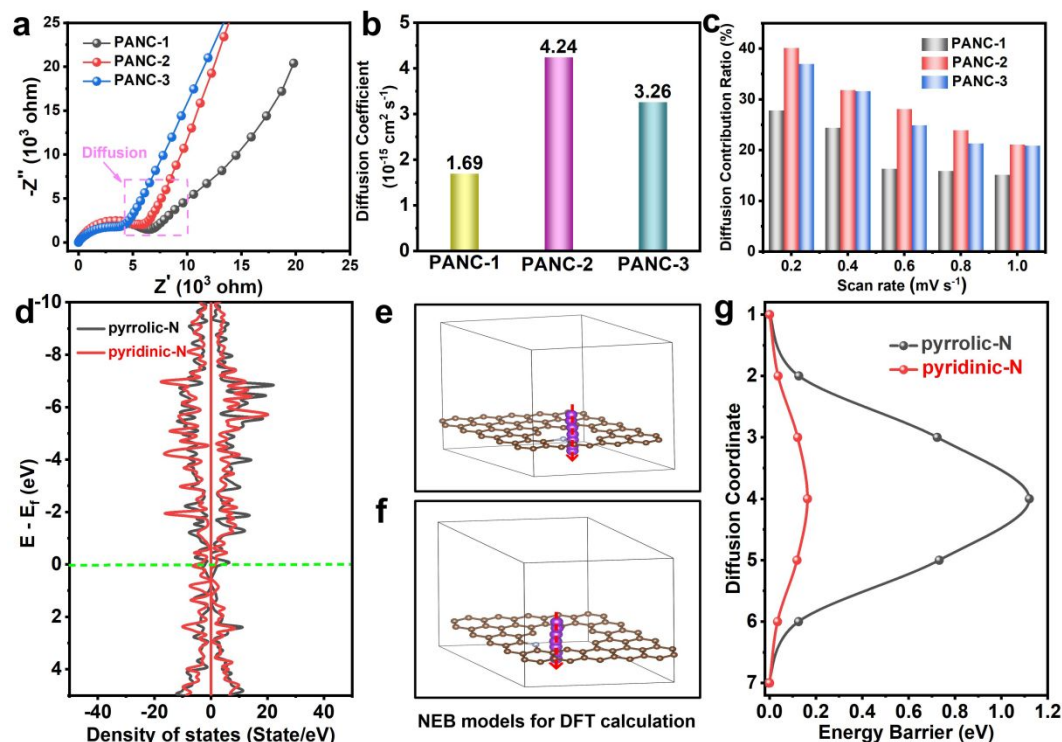 a
25
20
15
10
5
0
-Z" (10³ ohm)
PANC-1
PANC-2
PANC-3
Diffusion
0 5 10 15 20 25
Z' (10³ ohm)
b
5
4
3
2
1
0
Diffusion Coefficient
(10⁻¹⁵ cm² s⁻¹)
1.69
4.24
3.26
PANC-1 PANC-2 PANC-3
c
40
30
20
10
0
Diffusion Contribution Ratio (%)
PANC-1
PANC-2
PANC-3
0.2 0.4 0.6 0.8 1.0
Scan rate (mV s⁻¹)
d
-10
-8
-6
-4
-2
0
2
4
E - E_f (eV)
pyrrolic-N
pyridinic-N
-40 -20 0 20 40
Density of states (State/eV)
e
f
NEB models for DFT calculation
g
1
2
3
4
5
6
7
Diffusion Coordinate
pyrrolic-N
pyridinic-N
0.0 0.2 0.4 0.6 0.8 1.0 1.2
Energy Barrier (eV)